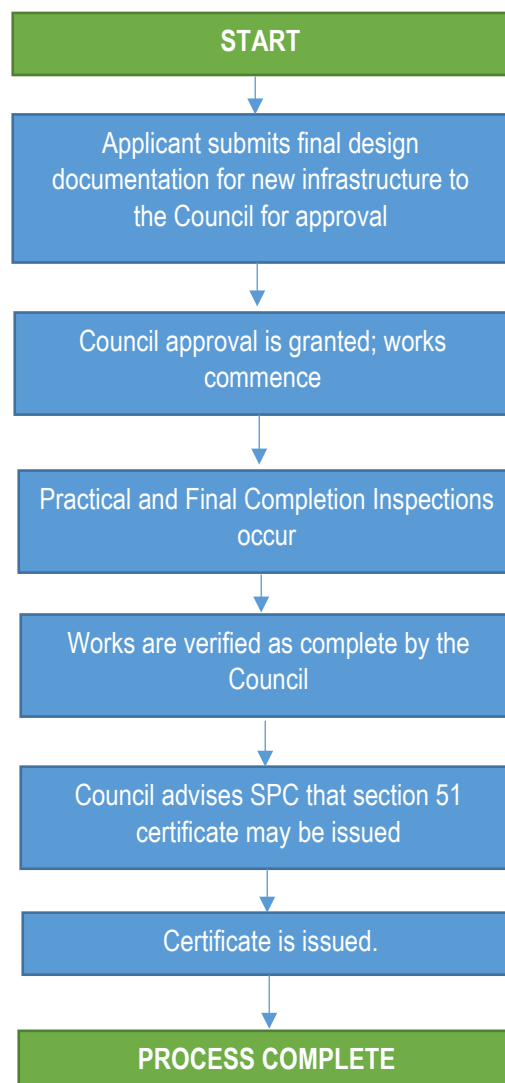 START
Applicant submits final design
documentation for new infrastructure to
the Council for approval
Council approval is granted; works
commence
Practical and Final Completion Inspections
occur
Works are verified as complete by the
Council
Council advises SPC that section 51
certificate may be issued
Certificate is issued.
PROCESS COMPLETE